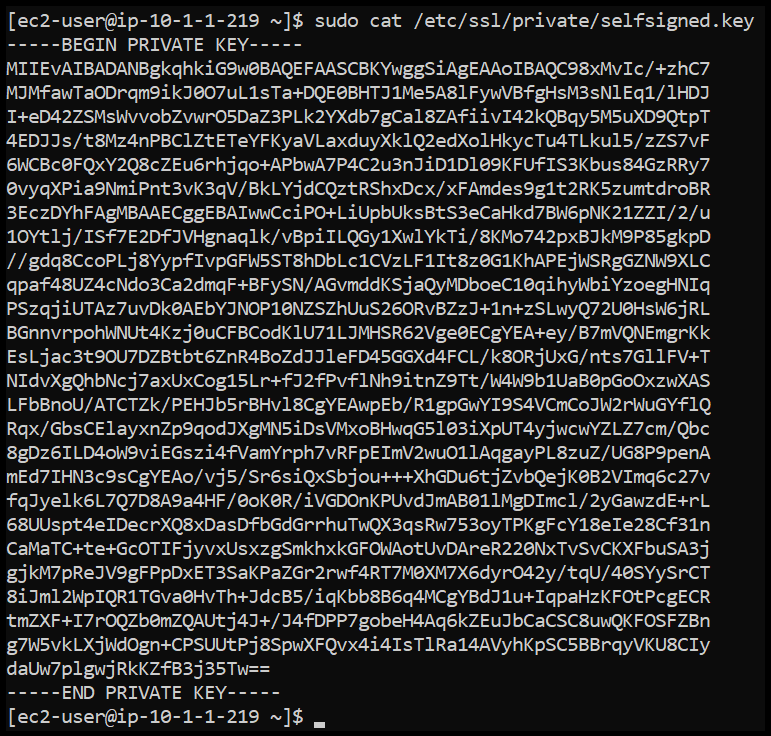 [ec2-user@ip-10-1-1-219 ~]$ sudo cat /etc/ssl/private/selfsigned.key
-----BEGIN PRIVATE KEY-----
MIIEvAIBADANBgkqhkiG9w0BAQEFAASCBKYwggSiAgEAAoIBAQC98xMvIc/+zhC7
MJMfawTaODrqm9ikJ0O7uL1sTa+DQE0BHTJ1Me5A8lFywVBfgHsM3sNlEq1/lHDJ
I+eD42ZSMsWvvobZvwrO5DaZ3PLk2YXdb7gCal8ZAfiivI42kQBqy5M5uXD9QtpT
4EDJJs/t8Mz4nPBClZtETeYFKyaVLaxduyXklQ2edXolHkycTu4TLkul5/zZS7vF
6WCBc0FQxY2Q8cZEu6rhjqo+APbwA7P4C2u3nJiD1Dl09KFUfIS3Kbus84GzRRy7
0vyqXPia9NmiPnt3vK3qV/BkLYjdCQztRShxDcx/xFAmdes9g1t2RK5zumtdroBR
3EczDYhFAgMBAAECggEBAIwwCciPO+LiUpbUksBtS3eCaHkd7BW6pNK21ZZI/2/u
1OYtlj/ISf7E2DfJVHgnaqlk/vBpiILQGy1XwlYkTi/8KMo742pxBJkM9P85gkpD
//gdq8CcoPLj8YypfIvpGFW5ST8hDbLc1CVzLF1It8z0G1KhAPEjWSRgGZNW9XLC
qpaf48UZ4cNdo3Ca2dmqF+BFySN/AGvmddKSjaQyMDboeC10qihyWbiYzoegHNIq
PSzqjiUTAz7uvDk0AEbYJNOP10NZSZhUuS26ORvBZzJ+1n+zSLwyQ72U0HsW6jRL
BGnnvrpohWNUt4Kzj0uCFBCodKlU71LJMHSR62Vge0ECgYEA+ey/B7mVQNEmgrKk
EsLjac3t9OU7DZBtbt6ZnR4BoZdJJleFD45GGXd4FCL/k8ORjUxG/nts7GllFV+T
NIdvXgQhbNcj7axUxCog15Lr+fJ2fPvflNh9itnZ9Tt/W4W9b1UaB0pGoOxzwXAS
LFbBnoU/ATCTZk/PEHJb5rBHvl8CgYEAwpEb/R1gpGwYI9S4VCmCoJW2rWuGYflQ
Rqx/GbsCElayxnZp9qodJXgMN5iDsVMxoBHwqG5l03iXpUT4yjwcwYZLZ7cm/Qbc
8gDz6ILD4oW9viEGszi4fVamYrph7vRFpEImV2wuO1lAqgayPL8zuZ/UG8P9penA
mEd7IHN3c9sCgYEAo/vj5/Sr6siQxSbjou+++XhGDu6tjZvbQejK0B2VImq6c27v
fqJyelk6L7Q7D8A9a4HF/0oK0R/iVGDOnKPUvdJmAB01lMgDImcl/2yGawzdE+rL
68UUspt4eIDecrXQ8xDasDfbGdGrrhuTwQX3qsRw753oyTPKgFcY18eIe28Cf31n
CaMaTC+te+GcOTIFjyvxUsxzgSmkhxkGFOWAotUvDAreR220NxTvSvCKXFbuSA3j
gjkM7pReJV9gFPpDxET3SaKPaZGr2rwf4RT7M0XM7X6dyrO42y/tqU/40SYySrCT
8iJml2WpIQR1TGva0HvTh+JdcB5/iqKbb8B6q4MCgYBdJ1u+IqpaHzKFOtPcgECR
tmZXF+I7rOQZb0mZQAUtj4J+/J4fDPP7gobeH4Aq6kZEuJbCaCSC8uwQKFOSFZBn
g7W5vkLXjWdOgn+CPSUUtPj8SpwXFQvx4i4IsTlRa14AVyhKpSC5BBrqyVKU8CIy
daUw7plgwjRkKZfB3j35Tw==
-----END PRIVATE KEY-----
[ec2-user@ip-10-1-1-219 ~]$